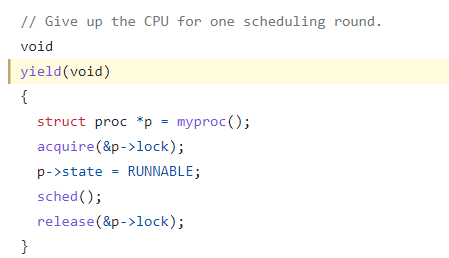 // Give up the CPU for one scheduling round.
void
yield(void)
{
  struct proc *p = myproc();
  acquire(&p->lock);
  p->state = RUNNABLE;
  sched();
  release(&p->lock);
}